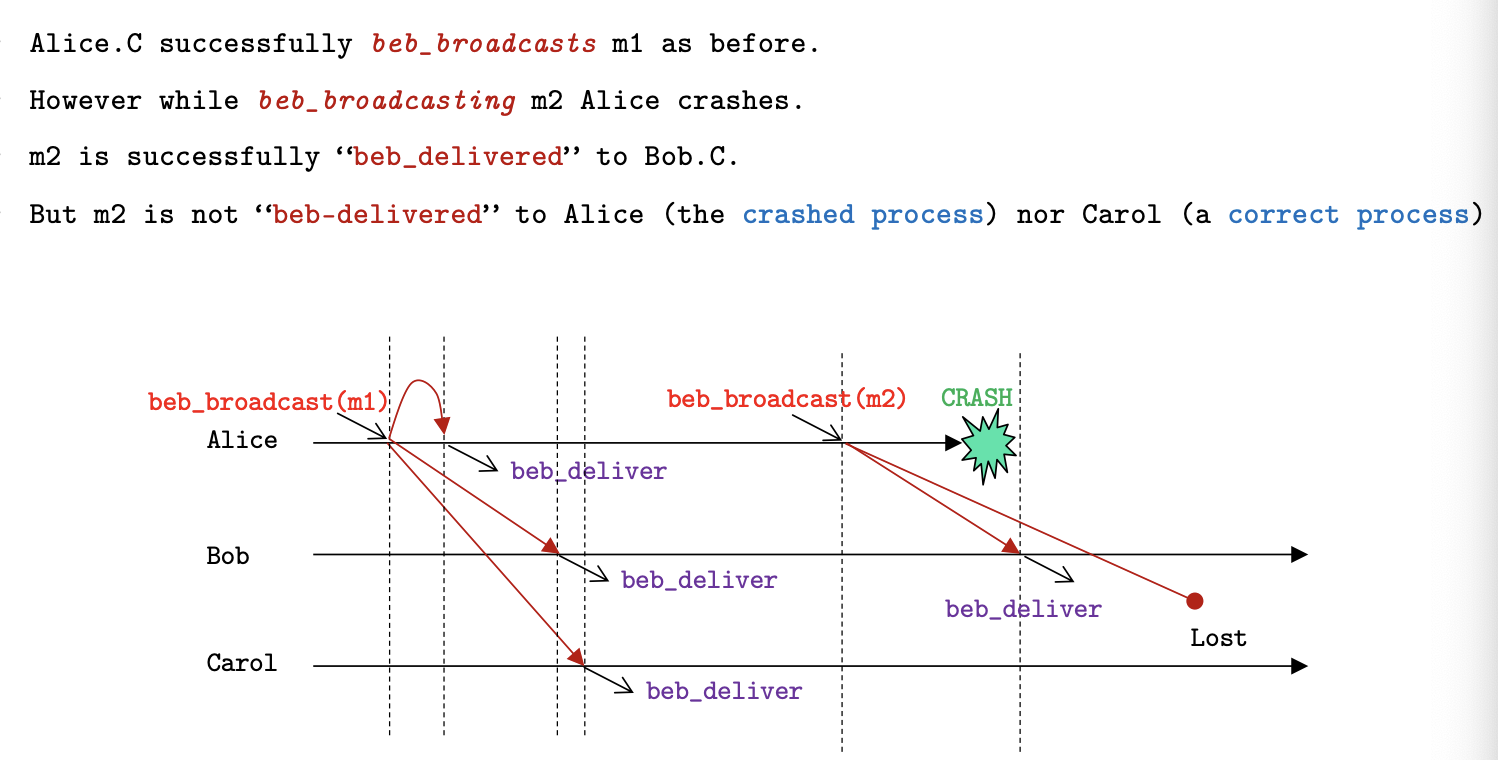 Alice.C successfully beb_broadcasts m1 as before.
However while beb_broadcasting m2 Alice crashes.
m2 is successfully “beb_delivered” to Bob.C.
But m2 is not “beb-delivered” to Alice (the crashed process) nor Carol (a correct process)
beb_broadcast(m1)
beb_broadcast(m2)
CRASH
Alice
beb_deliver
Bob
beb_deliver
beb_deliver
Lost
Carol
beb_deliver